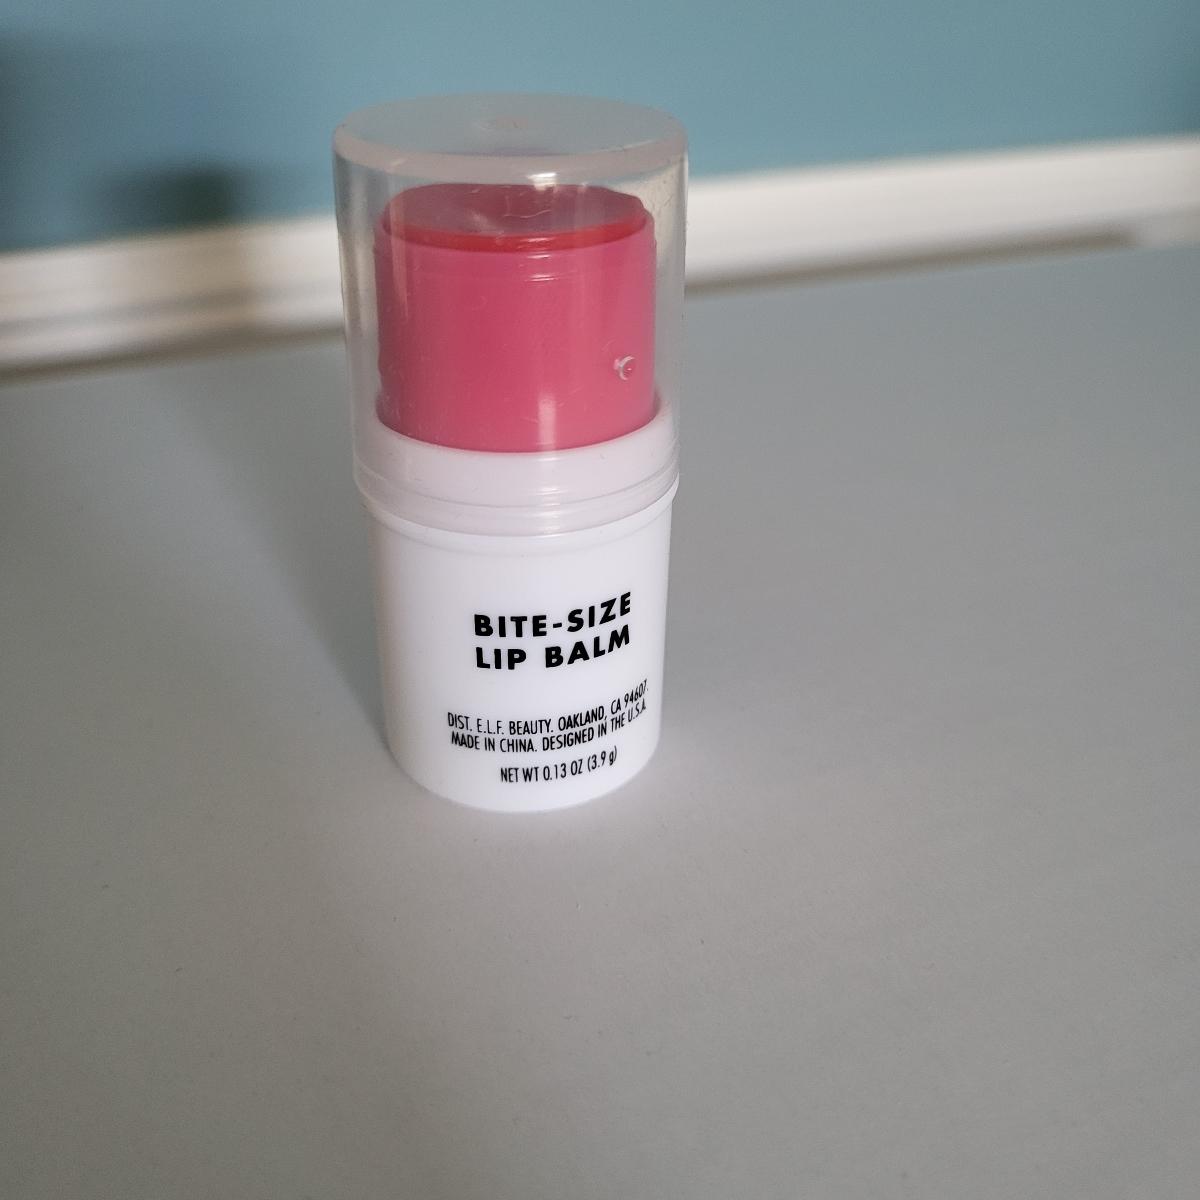 BITE-SIZE
LIP BALM
DIST. E.L.F. BEAUTY. OAKLAND, CA 94607.
MADE IN CHINA. DESIGNED IN THE U.S.A.
NET WT 0.13 OZ (3.9 g)